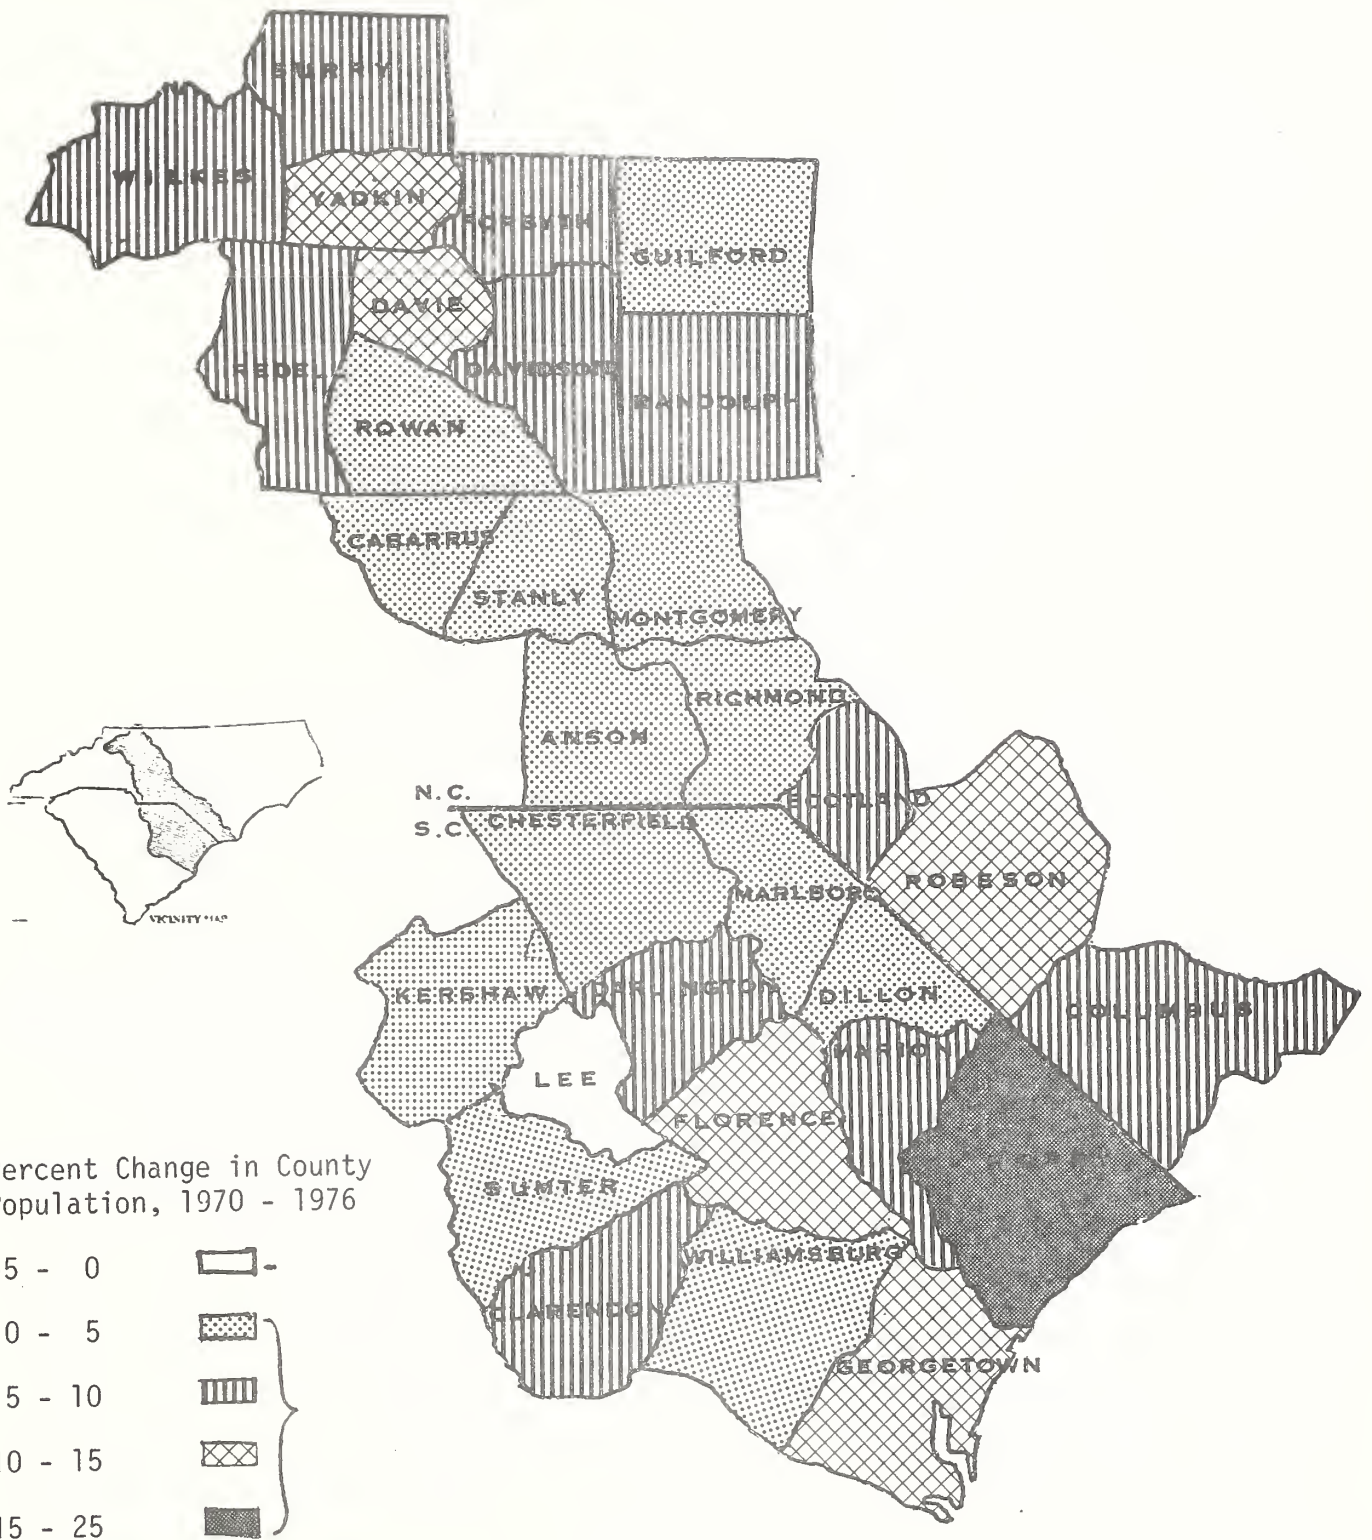 SURRY
WILKES
YADKIN
FORSYTH
GUILFORD
DAVIE
REDELL
DAVIDSON
RANDOLPH
ROWAN
CABARRUS
STANLY
MONTGOMERY
RICHMOND
ANSON
N.C.
SCOTLAND
S.C.
CHESTERFIELD
ROBESON
MARLBORO
VICINITY MAP
KERSHAW
DARLINGTON
DILLON
COLUMBUS
MARION
LEE
FLORENCE
HORRY
ercent Change in County
opulation, 1970 - 1976
SUMTER
WILLIAMSBURG
5 - 0 -
CLARENDON
0 - 5
GEORGETOWN
5 - 10
0 - 15
15 - 25